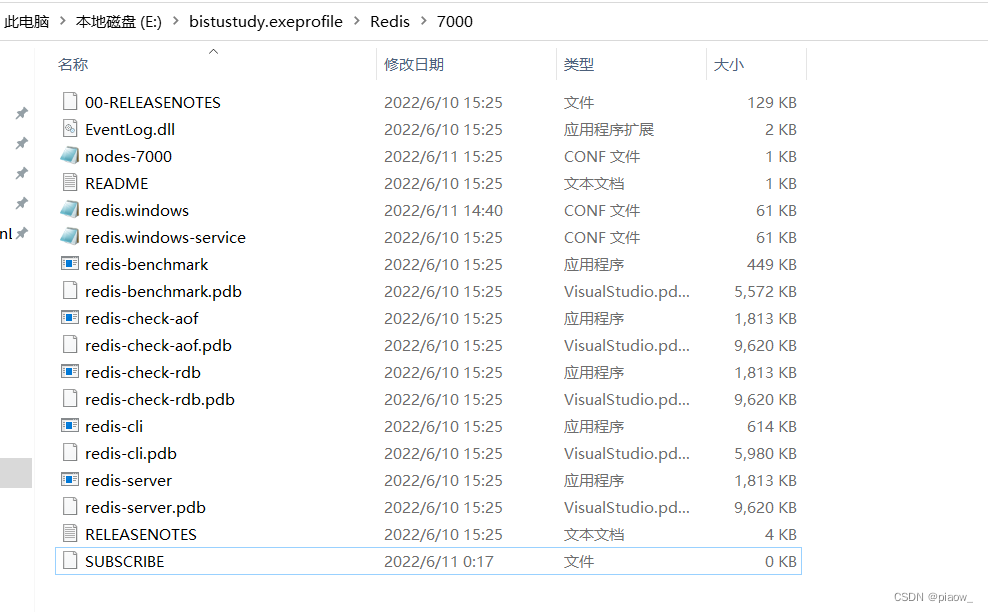 此电脑 > 本地磁盘 (E:) > bistustudy.exeprofile > Redis > 7000
名称 修改日期 类型 大小
00-RELEASENOTES 2022/6/10 15:25 文件 129 KB
EventLog.dll 2022/6/10 15:25 应用程序扩展 2 KB
nodes-7000 2022/6/11 15:25 CONF 文件 1 KB
README 2022/6/10 15:25 文本文档 1 KB
redis.windows 2022/6/11 14:40 CONF 文件 61 KB
nl redis.windows-service 2022/6/10 15:25 CONF 文件 61 KB
redis-benchmark 2022/6/10 15:25 应用程序 449 KB
redis-benchmark.pdb 2022/6/10 15:25 VisualStudio.pd... 5,572 KB
redis-check-aof 2022/6/10 15:25 应用程序 1,813 KB
redis-check-aof.pdb 2022/6/10 15:25 VisualStudio.pd... 9,620 KB
redis-check-rdb 2022/6/10 15:25 应用程序 1,813 KB
redis-check-rdb.pdb 2022/6/10 15:25 VisualStudio.pd... 9,620 KB
redis-cli 2022/6/10 15:25 应用程序 614 KB
redis-cli.pdb 2022/6/10 15:25 VisualStudio.pd... 5,980 KB
redis-server 2022/6/10 15:25 应用程序 1,813 KB
redis-server.pdb 2022/6/10 15:25 VisualStudio.pd... 9,620 KB
RELEASENOTES 2022/6/10 15:25 文本文档 4 KB
SUBSCRIBE 2022/6/11 0:17 文件 0 KB
CSDN @piaow_